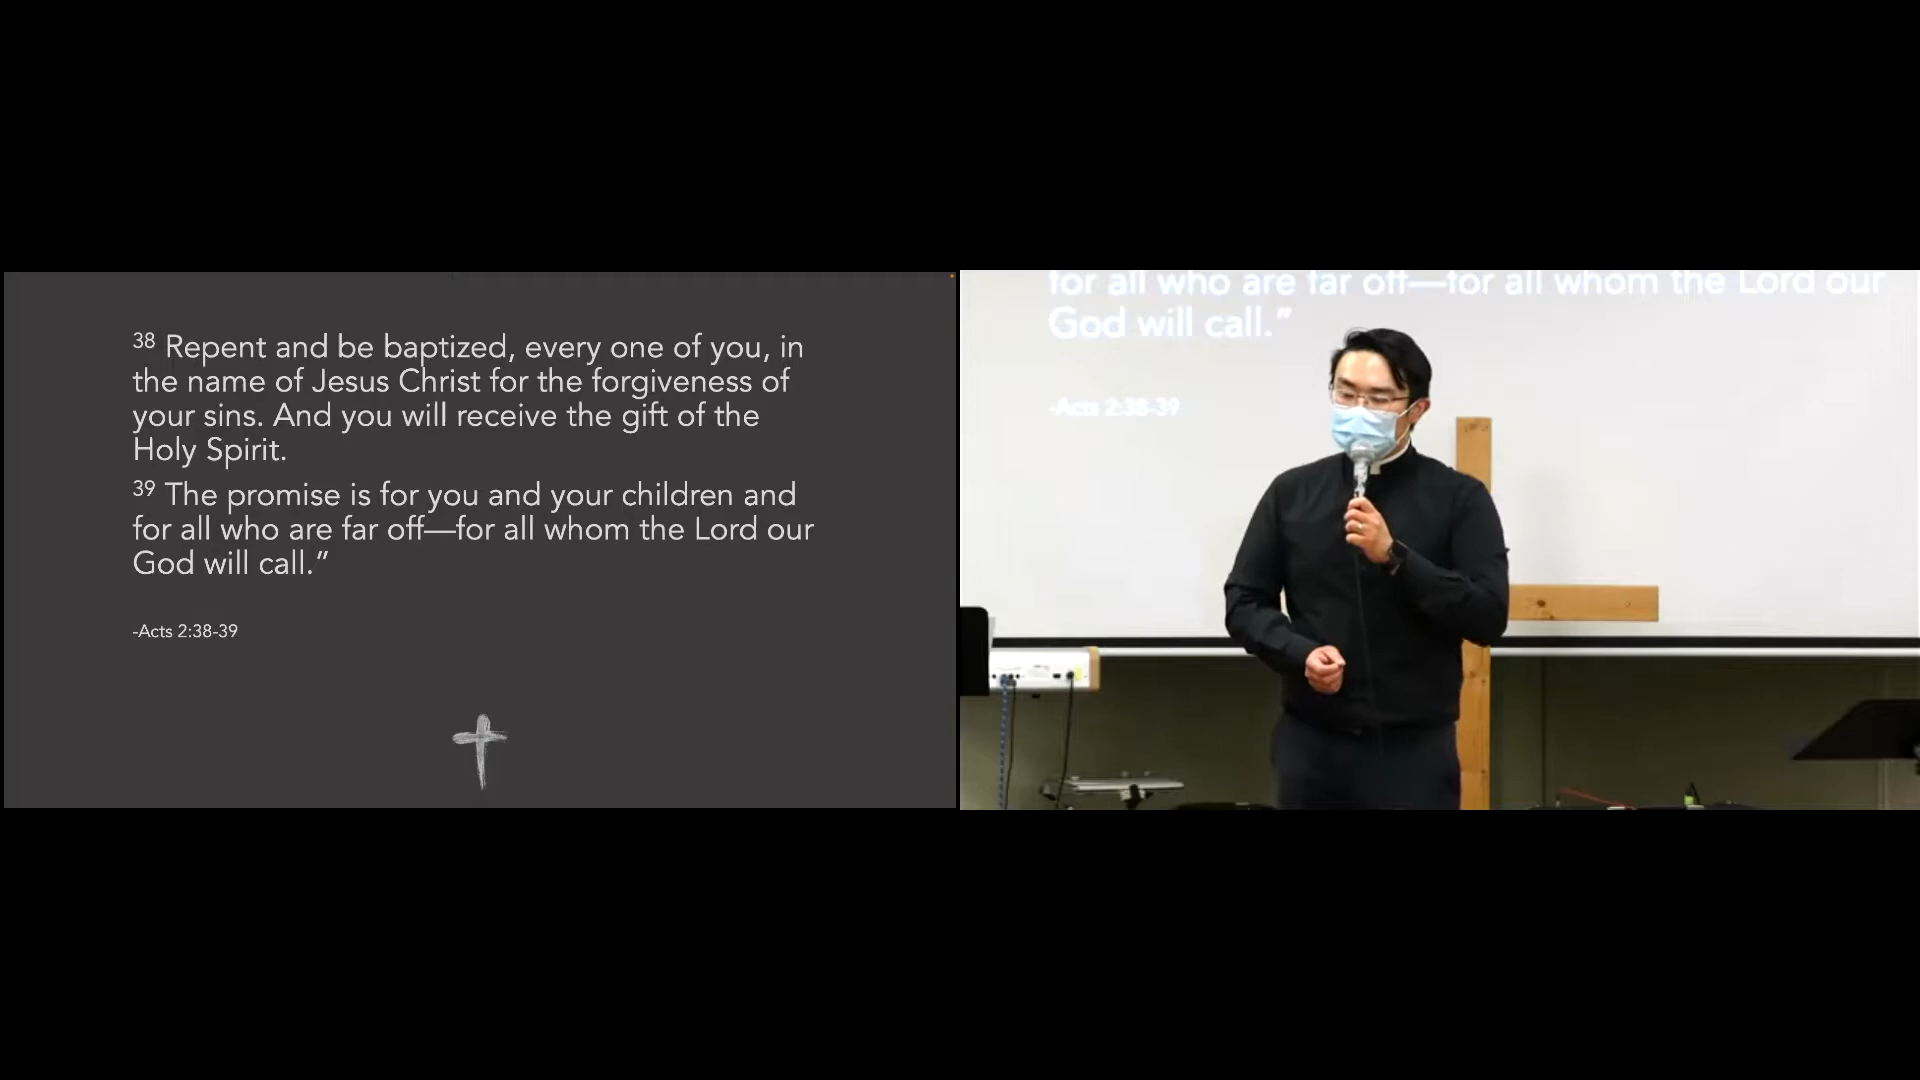 38 Repent and be baptized, every one of you, in
the name of Jesus Christ for the forgiveness of
your sins. And you will receive the gift of the
Holy Spirit.
39 The promise is for you and your children and
for all who are far off—for all whom the Lord our
God will call.”
-Acts 2:38-39
for all who are far off—for all whom the Lord our
God will call.”
-Acts 2:38-39